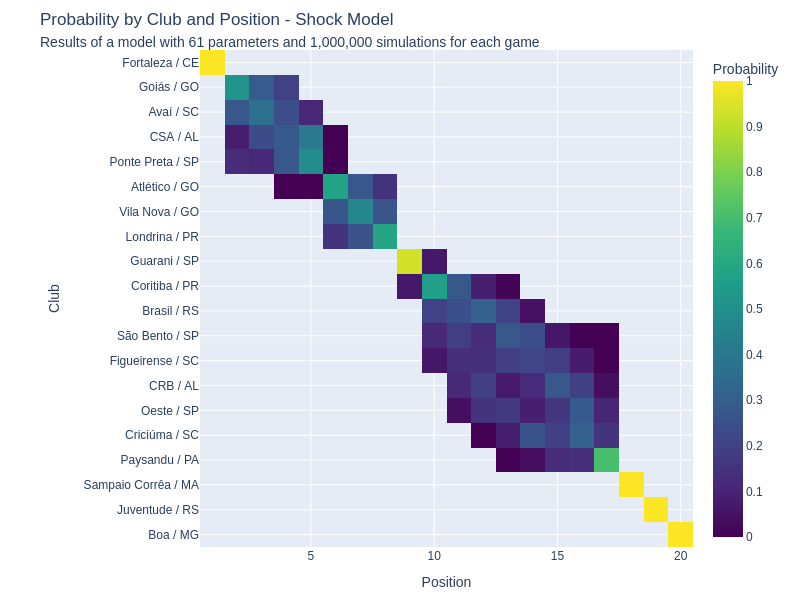 Probability by Club and Position - Shock Model
Results of a model with 61 parameters and 1,000,000 simulations for each game
Probability
Fortaleza / CE
Goiás / GO
Avaí / SC
CSA / AL
Ponte Preta / SP
Atlético / GO
Vila Nova / GO
Londrina / PR
Guarani / SP
Coritiba / PR
Brasil / RS
São Bento / SP
Figueirense / SC
CRB / AL
Oeste / SP
Criciúma / SC
Paysandu / PA
Sampaio Corrêa / MA
Juventude / RS
Boa / MG
Club
5 10 15 20
Position
1
0.9
0.8
0.7
0.6
0.5
0.4
0.3
0.2
0.1
0